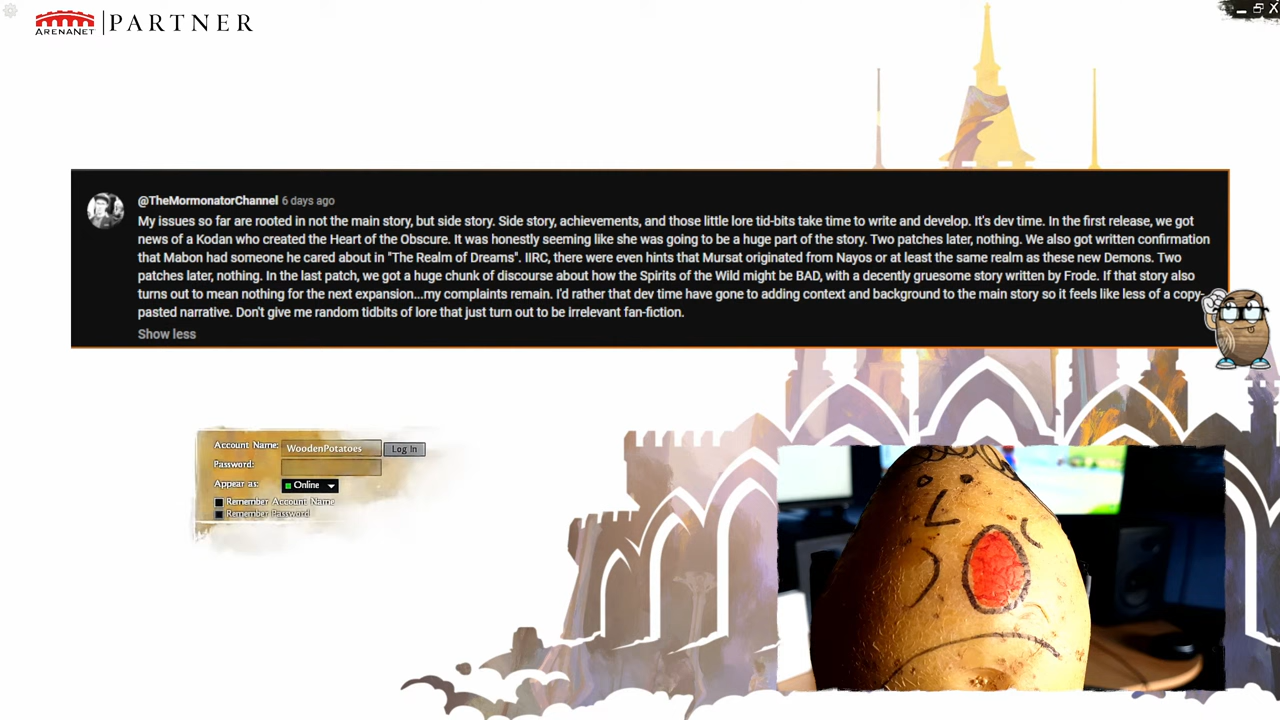 ARENANET PARTNER
@TheMormonatorChannel 6 days ago
My issues so far are rooted in not the main story, but side story. Side story, achievements, and those little lore tid-bits take time to write and develop. It's dev time. In the first release, we got
news of a Kodan who created the Heart of the Obscure. It was honestly seeming like she was going to be a huge part of the story. Two patches later, nothing. We also got written confirmation
that Mabon had someone he cared about in "The Realm of Dreams". IIRC, there were even hints that Mursat originated from Nayos or at least the same realm as these new Demons. Two
patches later, nothing. In the last patch, we got a huge chunk of discourse about how the Spirits of the Wild might be BAD, with a decently gruesome story written by Frode. If that story also
turns out to mean nothing for the next expansion...my complaints remain. I'd rather that dev time have gone to adding context and background to the main story so it feels like less of a copy-
pasted narrative. Don't give me random tidbits of lore that just turn out to be irrelevant fan-fiction.
Show less
Account Name: WoodenPotatoes Log In
Password:
Appear as: Online
Remember Account Name
Remember Password